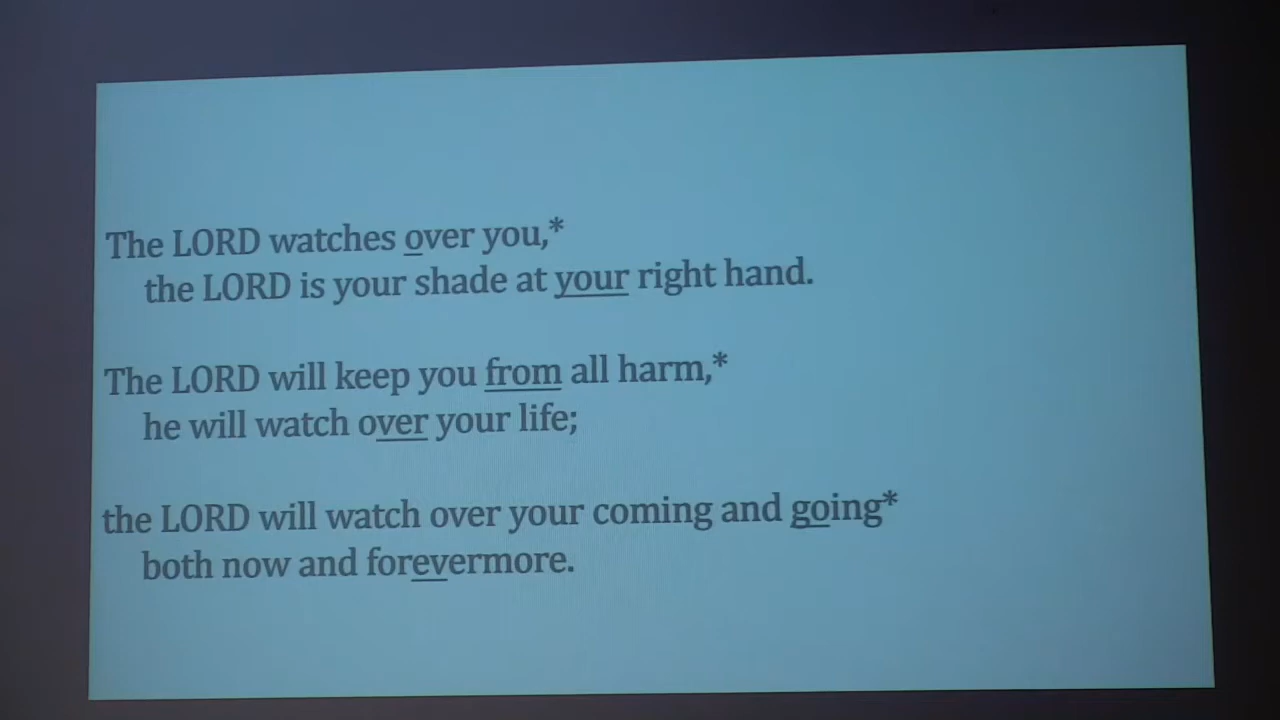 The LORD watches over you,*
the LORD is your shade at your right hand.
The LORD will keep you from all harm,*
he will watch over your life;
the LORD will watch over your coming and going*
both now and forevermore.